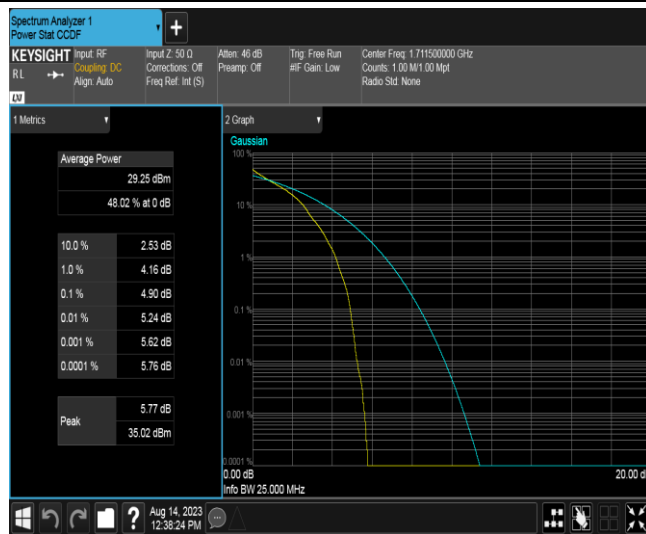 Spectrum Analyzer 1
Power Stat CCDF
+
KEYSIGHT
RL
Input: RF
Coupling: DC
Align: Auto
Input Z: 50 Ω
Corrections: Off
Freq Ref: Int (S)
Atten: 46 dB
Preamp: Off
Trig: Free Run
#IF Gain: Low
Center Freq: 1.711500000 GHz
Counts: 1.00 M/1.00 Mpt
Radio Std: None
1 Metrics
Average Power
29.25 dBm
48.02 % at 0 dB
10.0 % 2.53 dB
1.0 % 4.16 dB
0.1 % 4.90 dB
0.01 % 5.24 dB
0.001 % 5.62 dB
0.0001 % 5.76 dB
Peak
5.77 dB
35.02 dBm
2 Graph
Gaussian
100 %
10 %
1 %
0.1 %
0.01 %
0.001 %
0.0001 %
0.00 dB
20.00 d
Info BW 25.000 MHz
?
Aug 14, 2023
12:38:24 PM